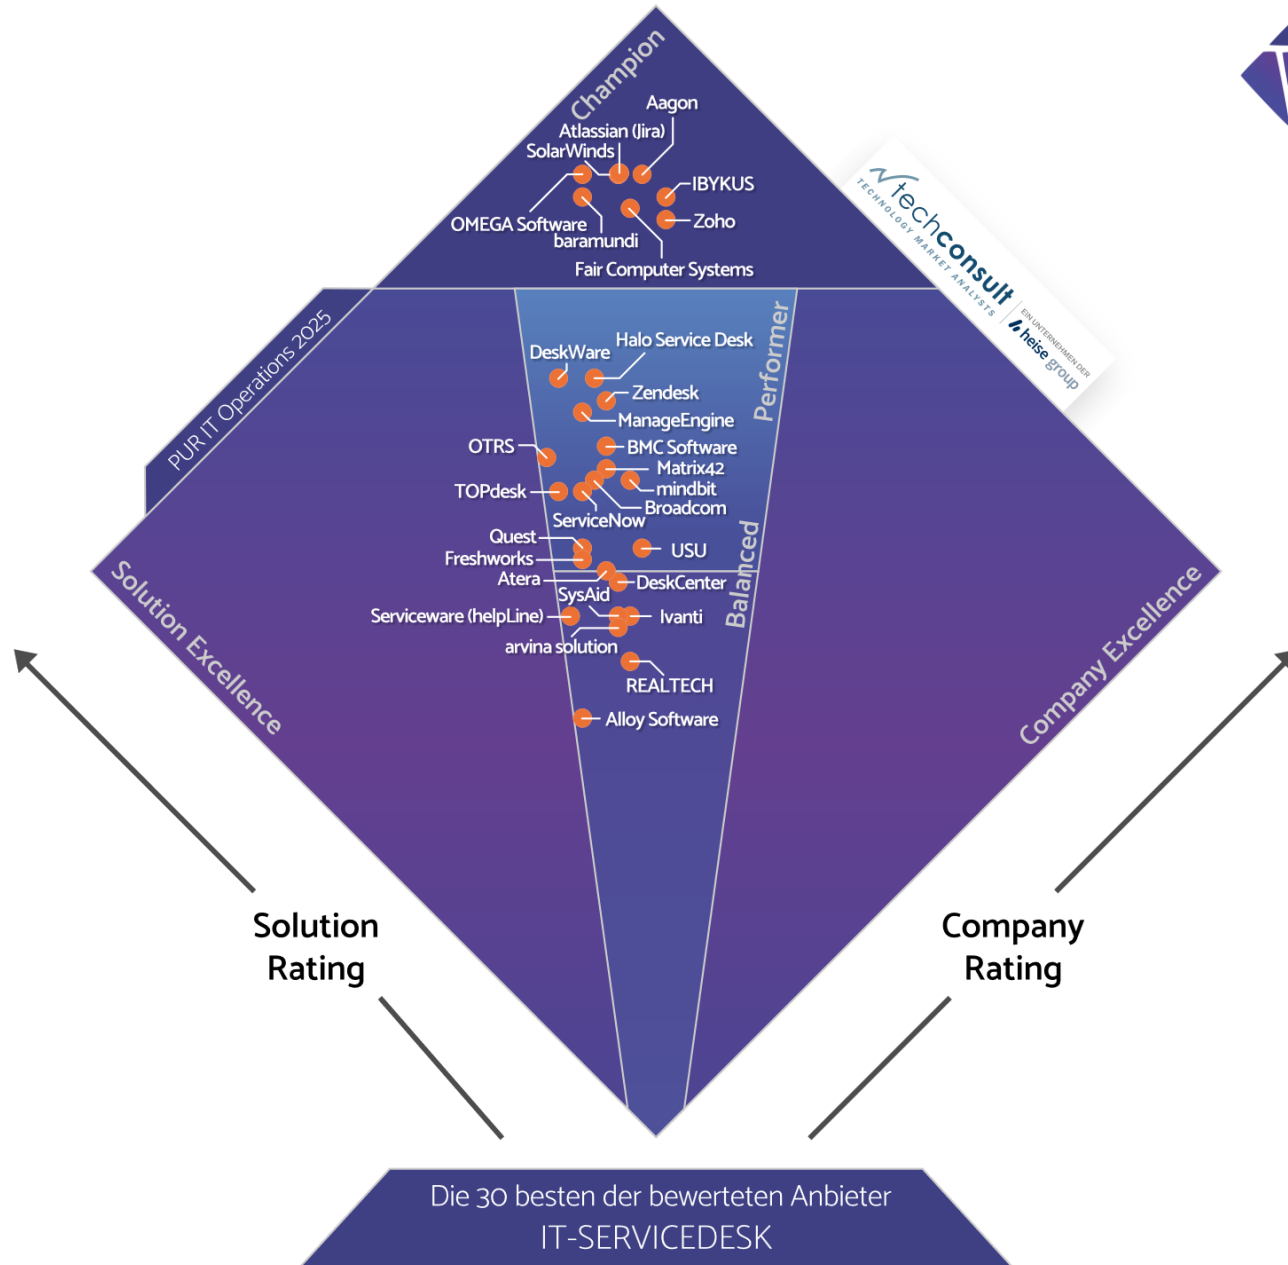 Champion
Aagon
Atlassian (Jira)
SolarWinds
IBYKUS
OMEGA Software
Zoho
baramundi
Fair Computer Systems
techconsult
TECHNOLOGY MARKET ANALYSTS
EIN UNTERNEHMEN DER
heise group
PUR IT Operations 2025
Performer
Halo Service Desk
DeskWare
Zendesk
ManageEngine
OTRS
BMC Software
Matrix42
TOPdesk
mindbit
Broadcom
ServiceNow
Quest
USU
Freshworks
Atera
DeskCenter
Balanced
SysAid
Serviceware (helpLine)
Ivanti
arvina solution
REALTECH
Alloy Software
Solution Excellence
Company Excellence
Solution
Rating
Company
Rating
Die 30 besten der bewerteten Anbieter
IT-SERVICEDESK